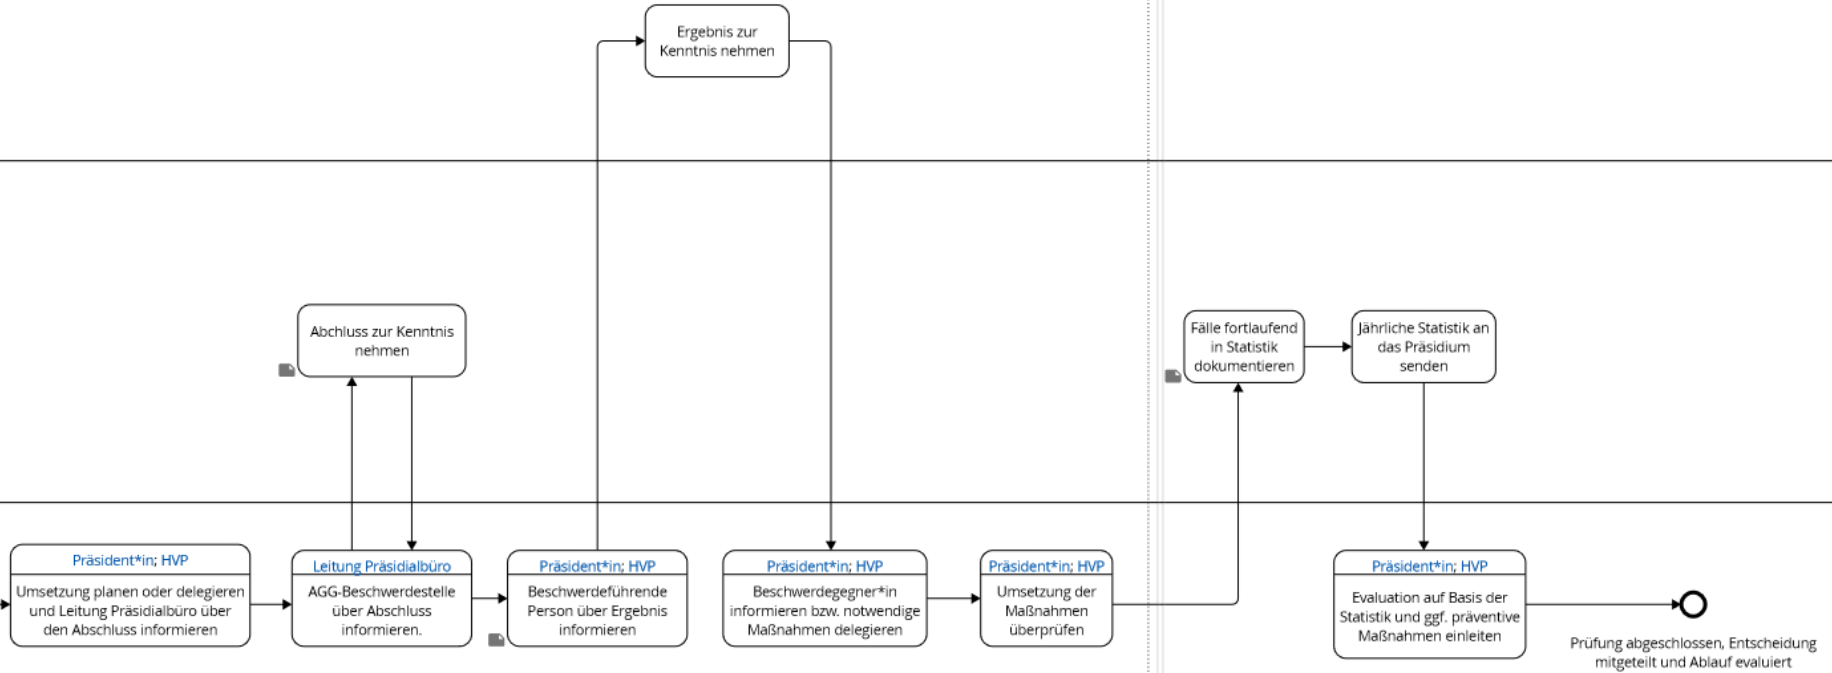 Ergebnis zur
Kenntnis nehmen
Abchluss zur Kenntnis
nehmen
Fälle fortlaufend
in Statistik
dokumentieren
Jährliche Statistik an
das Präsidium
senden
Präsident*in; HVP
Umsetzung planen oder delegieren
und Leitung Präsidialbüro über
den Abschluss informieren
Leitung Präsidialbüro
AGG-Beschwerdestelle
über Abschluss
informieren.
Präsident*in; HVP
Beschwerdeführende
Person über Ergebnis
informieren
Präsident*in; HVP
Beschwerdegegner*in
informieren bzw. notwendige
Maßnahmen delegieren
Präsident*in; HVP
Umsetzung der
Maßnahmen
überprüfen
Präsident*in; HVP
Evaluation auf Basis der
Statistik und ggf. präventive
Maßnahmen einleiten
Prüfung abgeschlossen, Entscheidung
mitgeteilt und Ablauf evaluiert